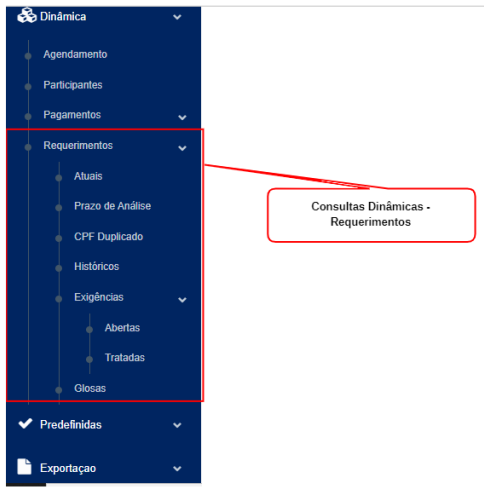 Dinâmica
Agendamento
Participantes
Pagamentos
Requerimentos
Atuais
Prazo de Análise
CPF Duplicado
Históricos
Exigências
Abertas
Tratadas
Glosas
Predefinidas
Exportaçao
Consultas Dinâmicas -
Requerimentos